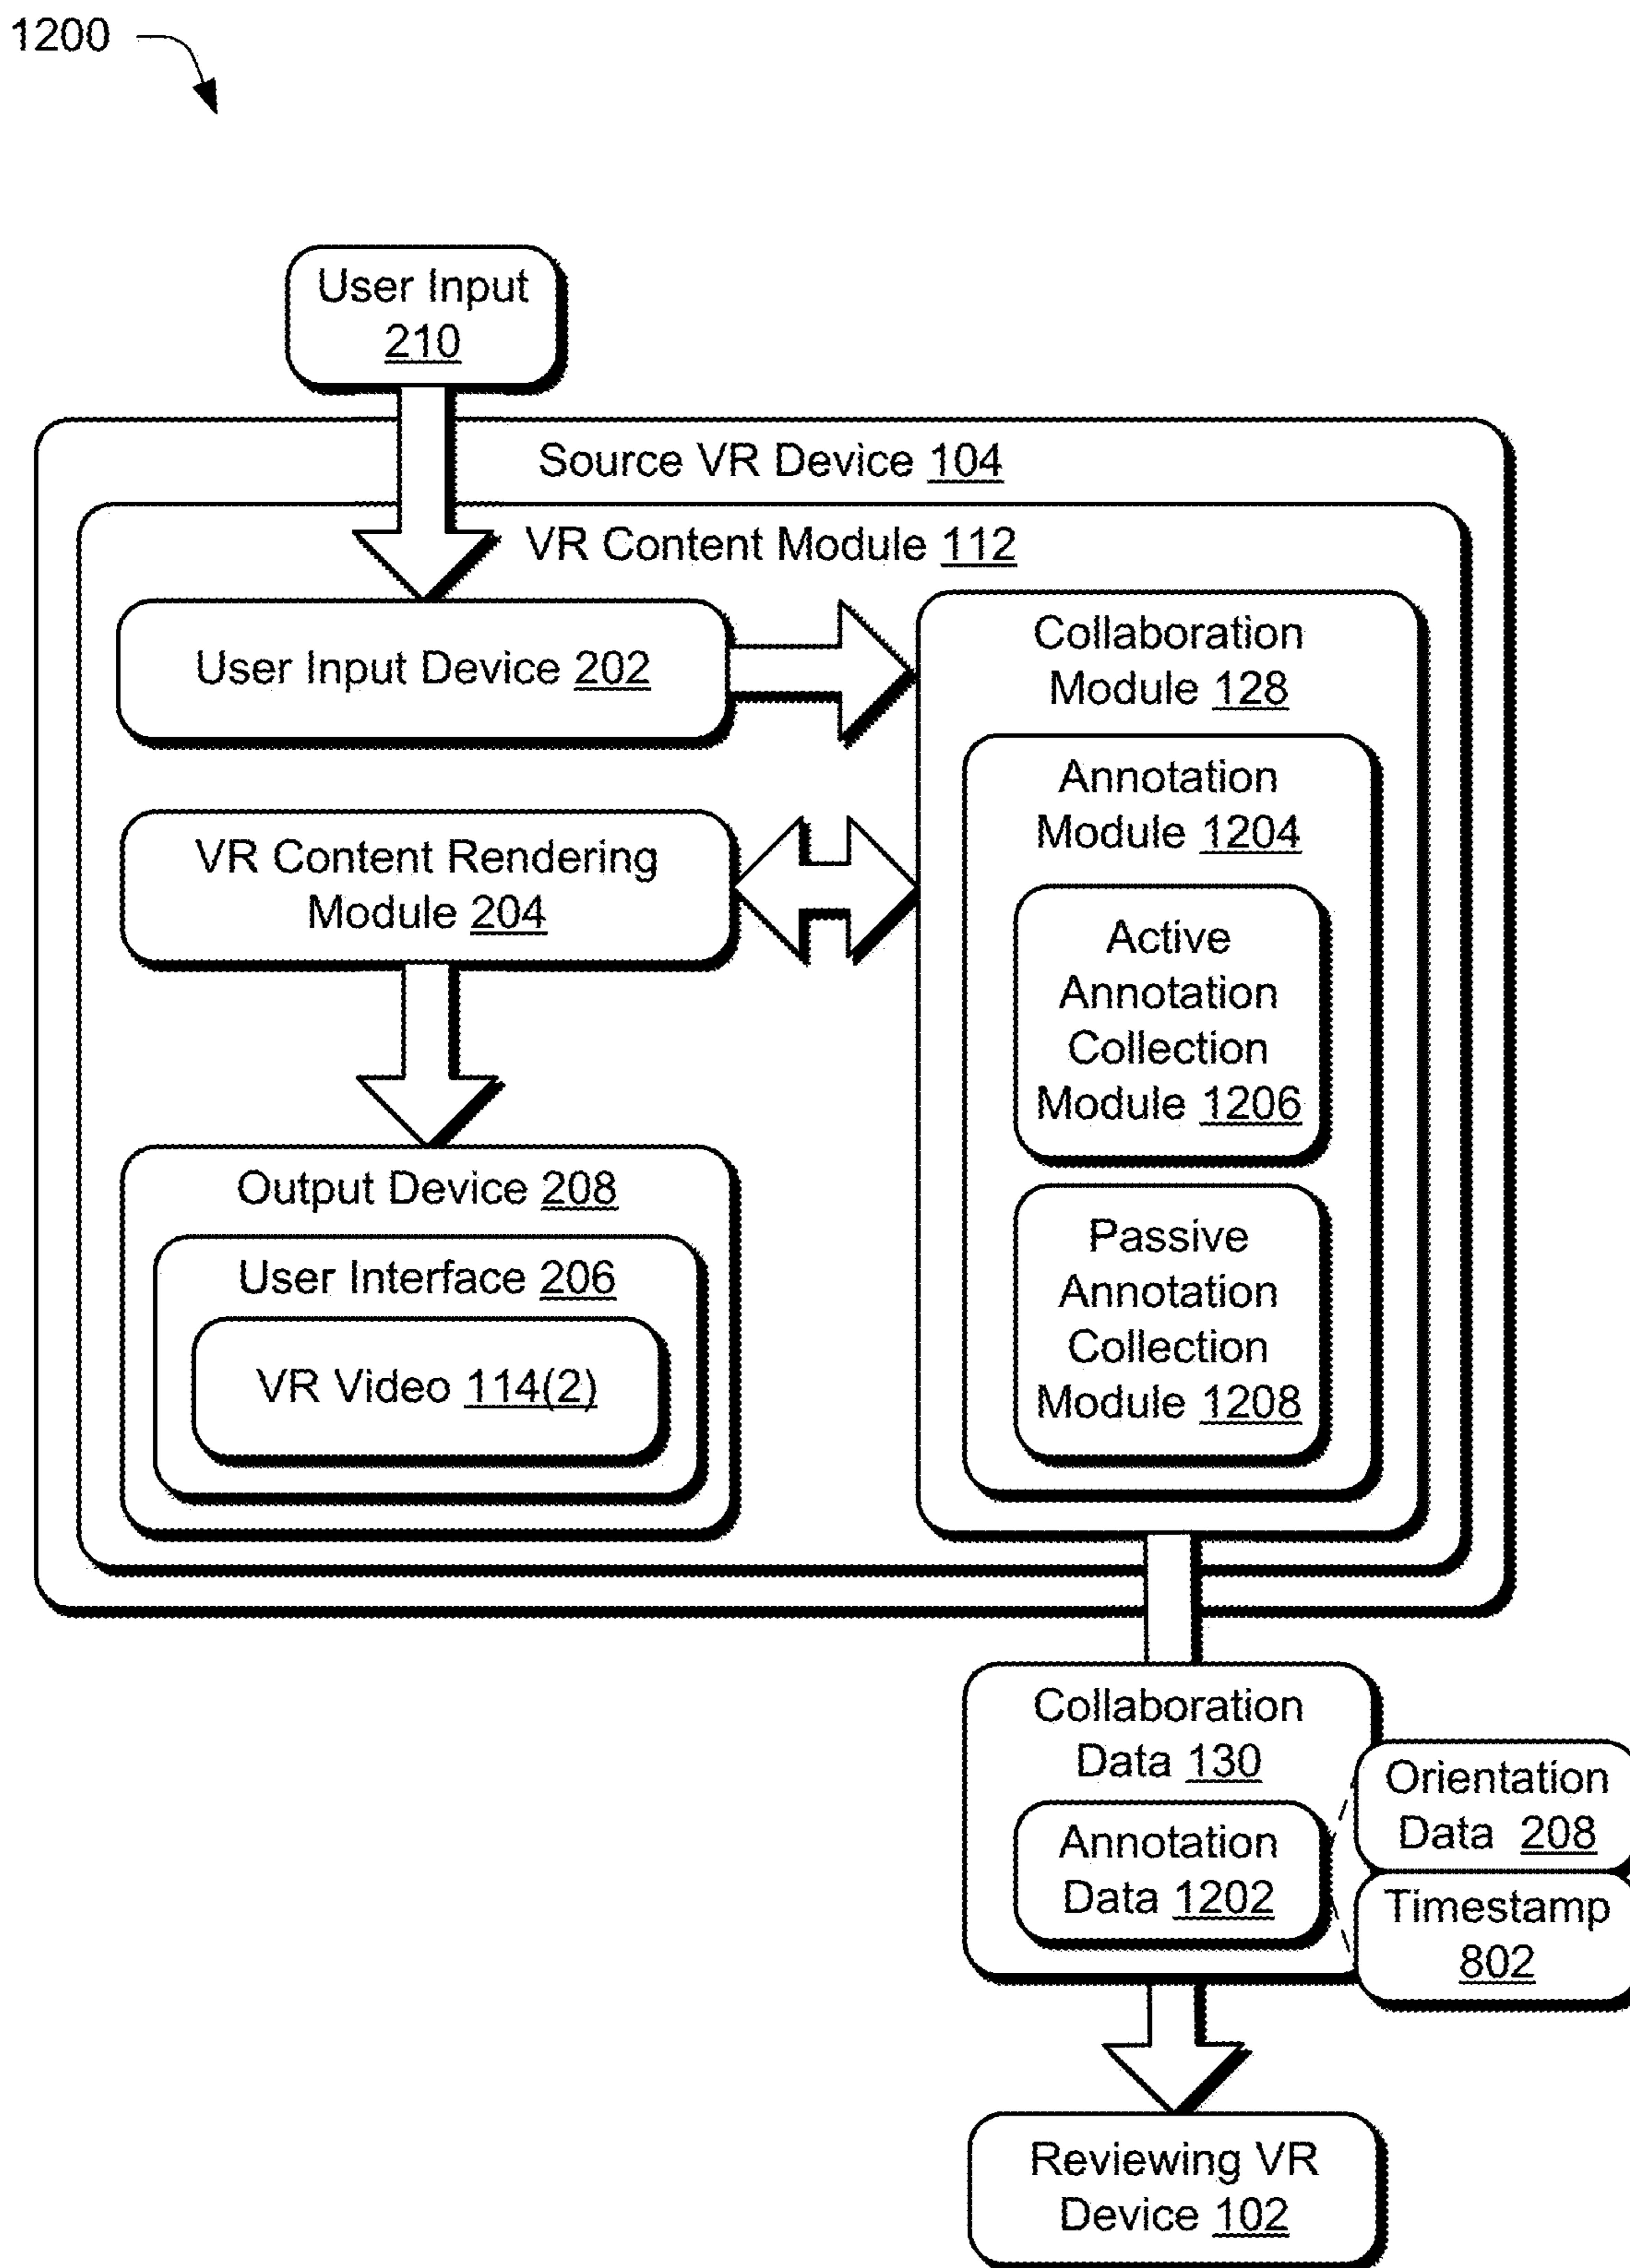 1200
User Input
210
Source VR Device 104
VR Content Module 112
User Input Device 202
Collaboration
Module 128
Annotation
Module 1204
VR Content Rendering
Module 204
Active
Annotation
Collection
Module 1206
Output Device 208
User Interface 206
VR Video 114(2)
Passive
Annotation
Collection
Module 1208
Collaboration
Data 130
Orientation
Data 208
Annotation
Data 1202
Timestamp
802
Reviewing VR
Device 102